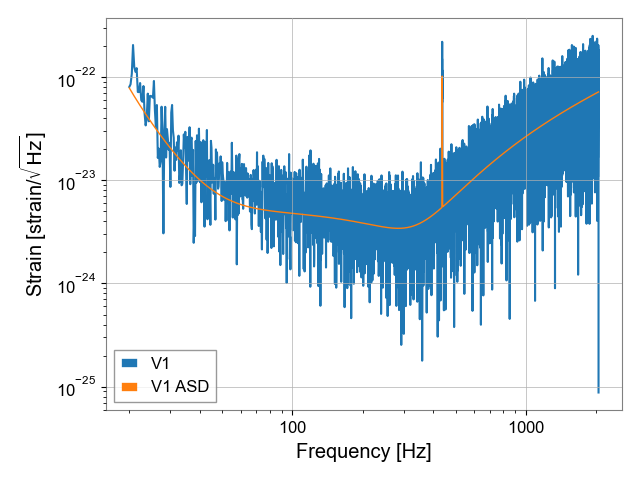 10⁻²²
10⁻²³
10⁻²⁴
10⁻²⁵
Strain [strain/√Hz]
V1
V1 ASD
100
1000
Frequency [Hz]